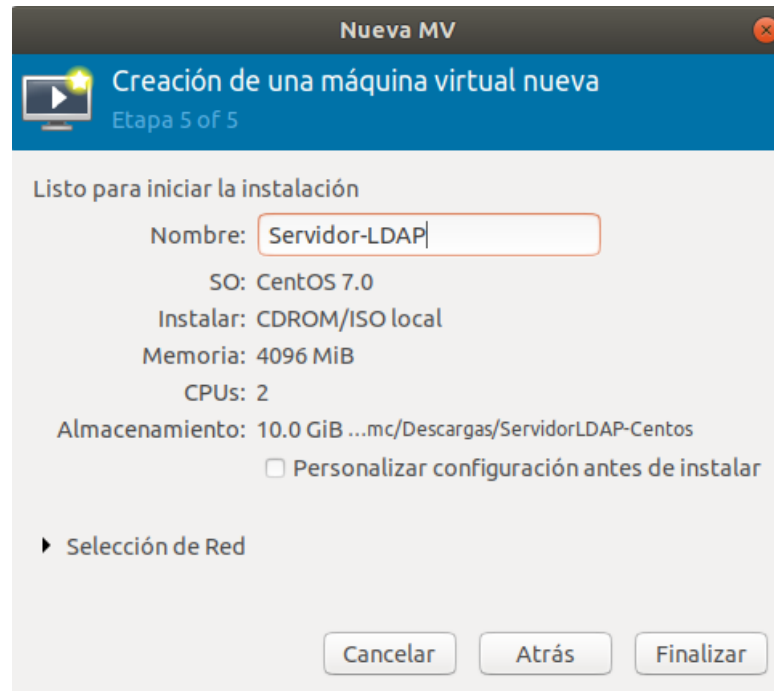 Nueva MV
Creación de una máquina virtual nueva
Etapa 5 of 5
Listo para iniciar la instalación
Nombre: Servidor-LDAP
SO: CentOS 7.0
Instalar: CDROM/ISO local
Memoria: 4096 MiB
CPUs: 2
Almacenamiento: 10.0 GiB ...mc/Descargas/ServidorLDAP-Centos
Personalizar configuración antes de instalar
Selección de Red
Cancelar Atrás Finalizar